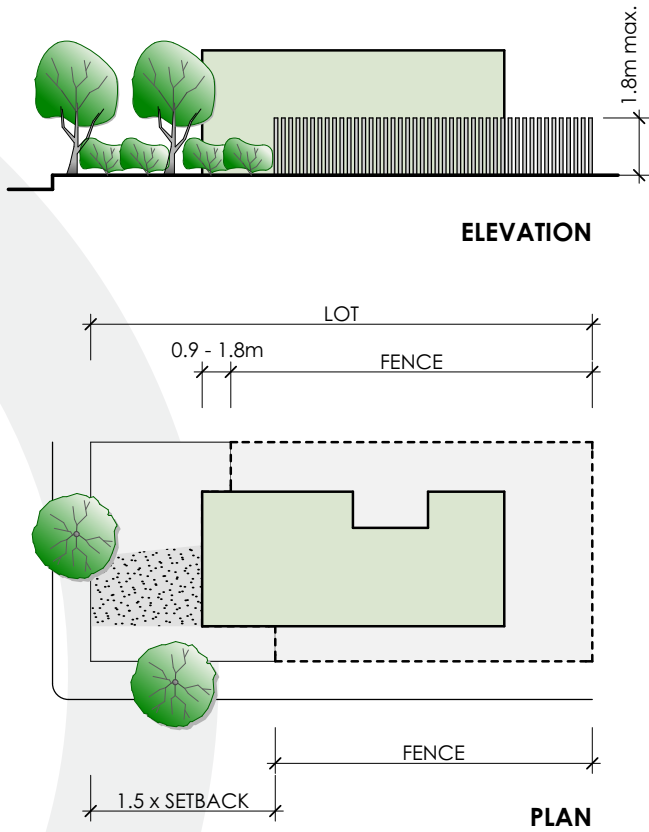 1.8m max.
ELEVATION
LOT
0.9 - 1.8m
FENCE
FENCE
1.5 x SETBACK
PLAN